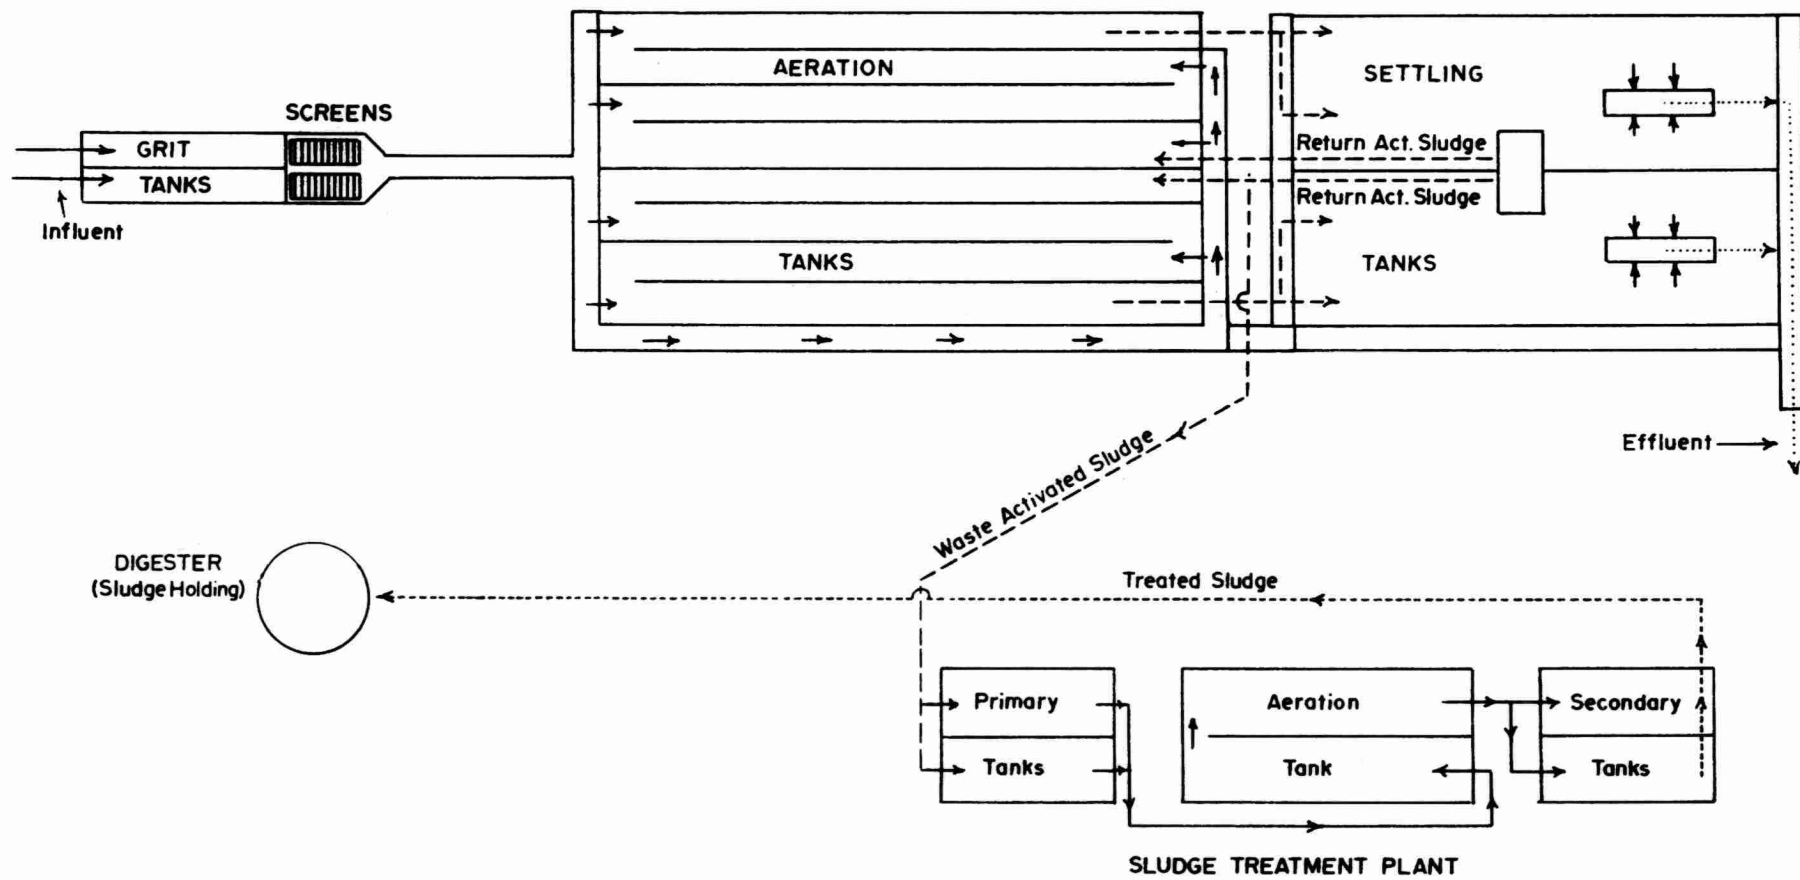 SCREENS
GRIT
TANKS
Influent
AERATION
TANKS
SETTLING
Return Act. Sludge
Return Act. Sludge
TANKS
Effluent
Waste Activated Sludge
DIGESTER
(Sludge Holding)
Treated Sludge
Primary
Tanks
Aeration
Tank
Secondary
Tanks
SLUDGE TREATMENT PLANT